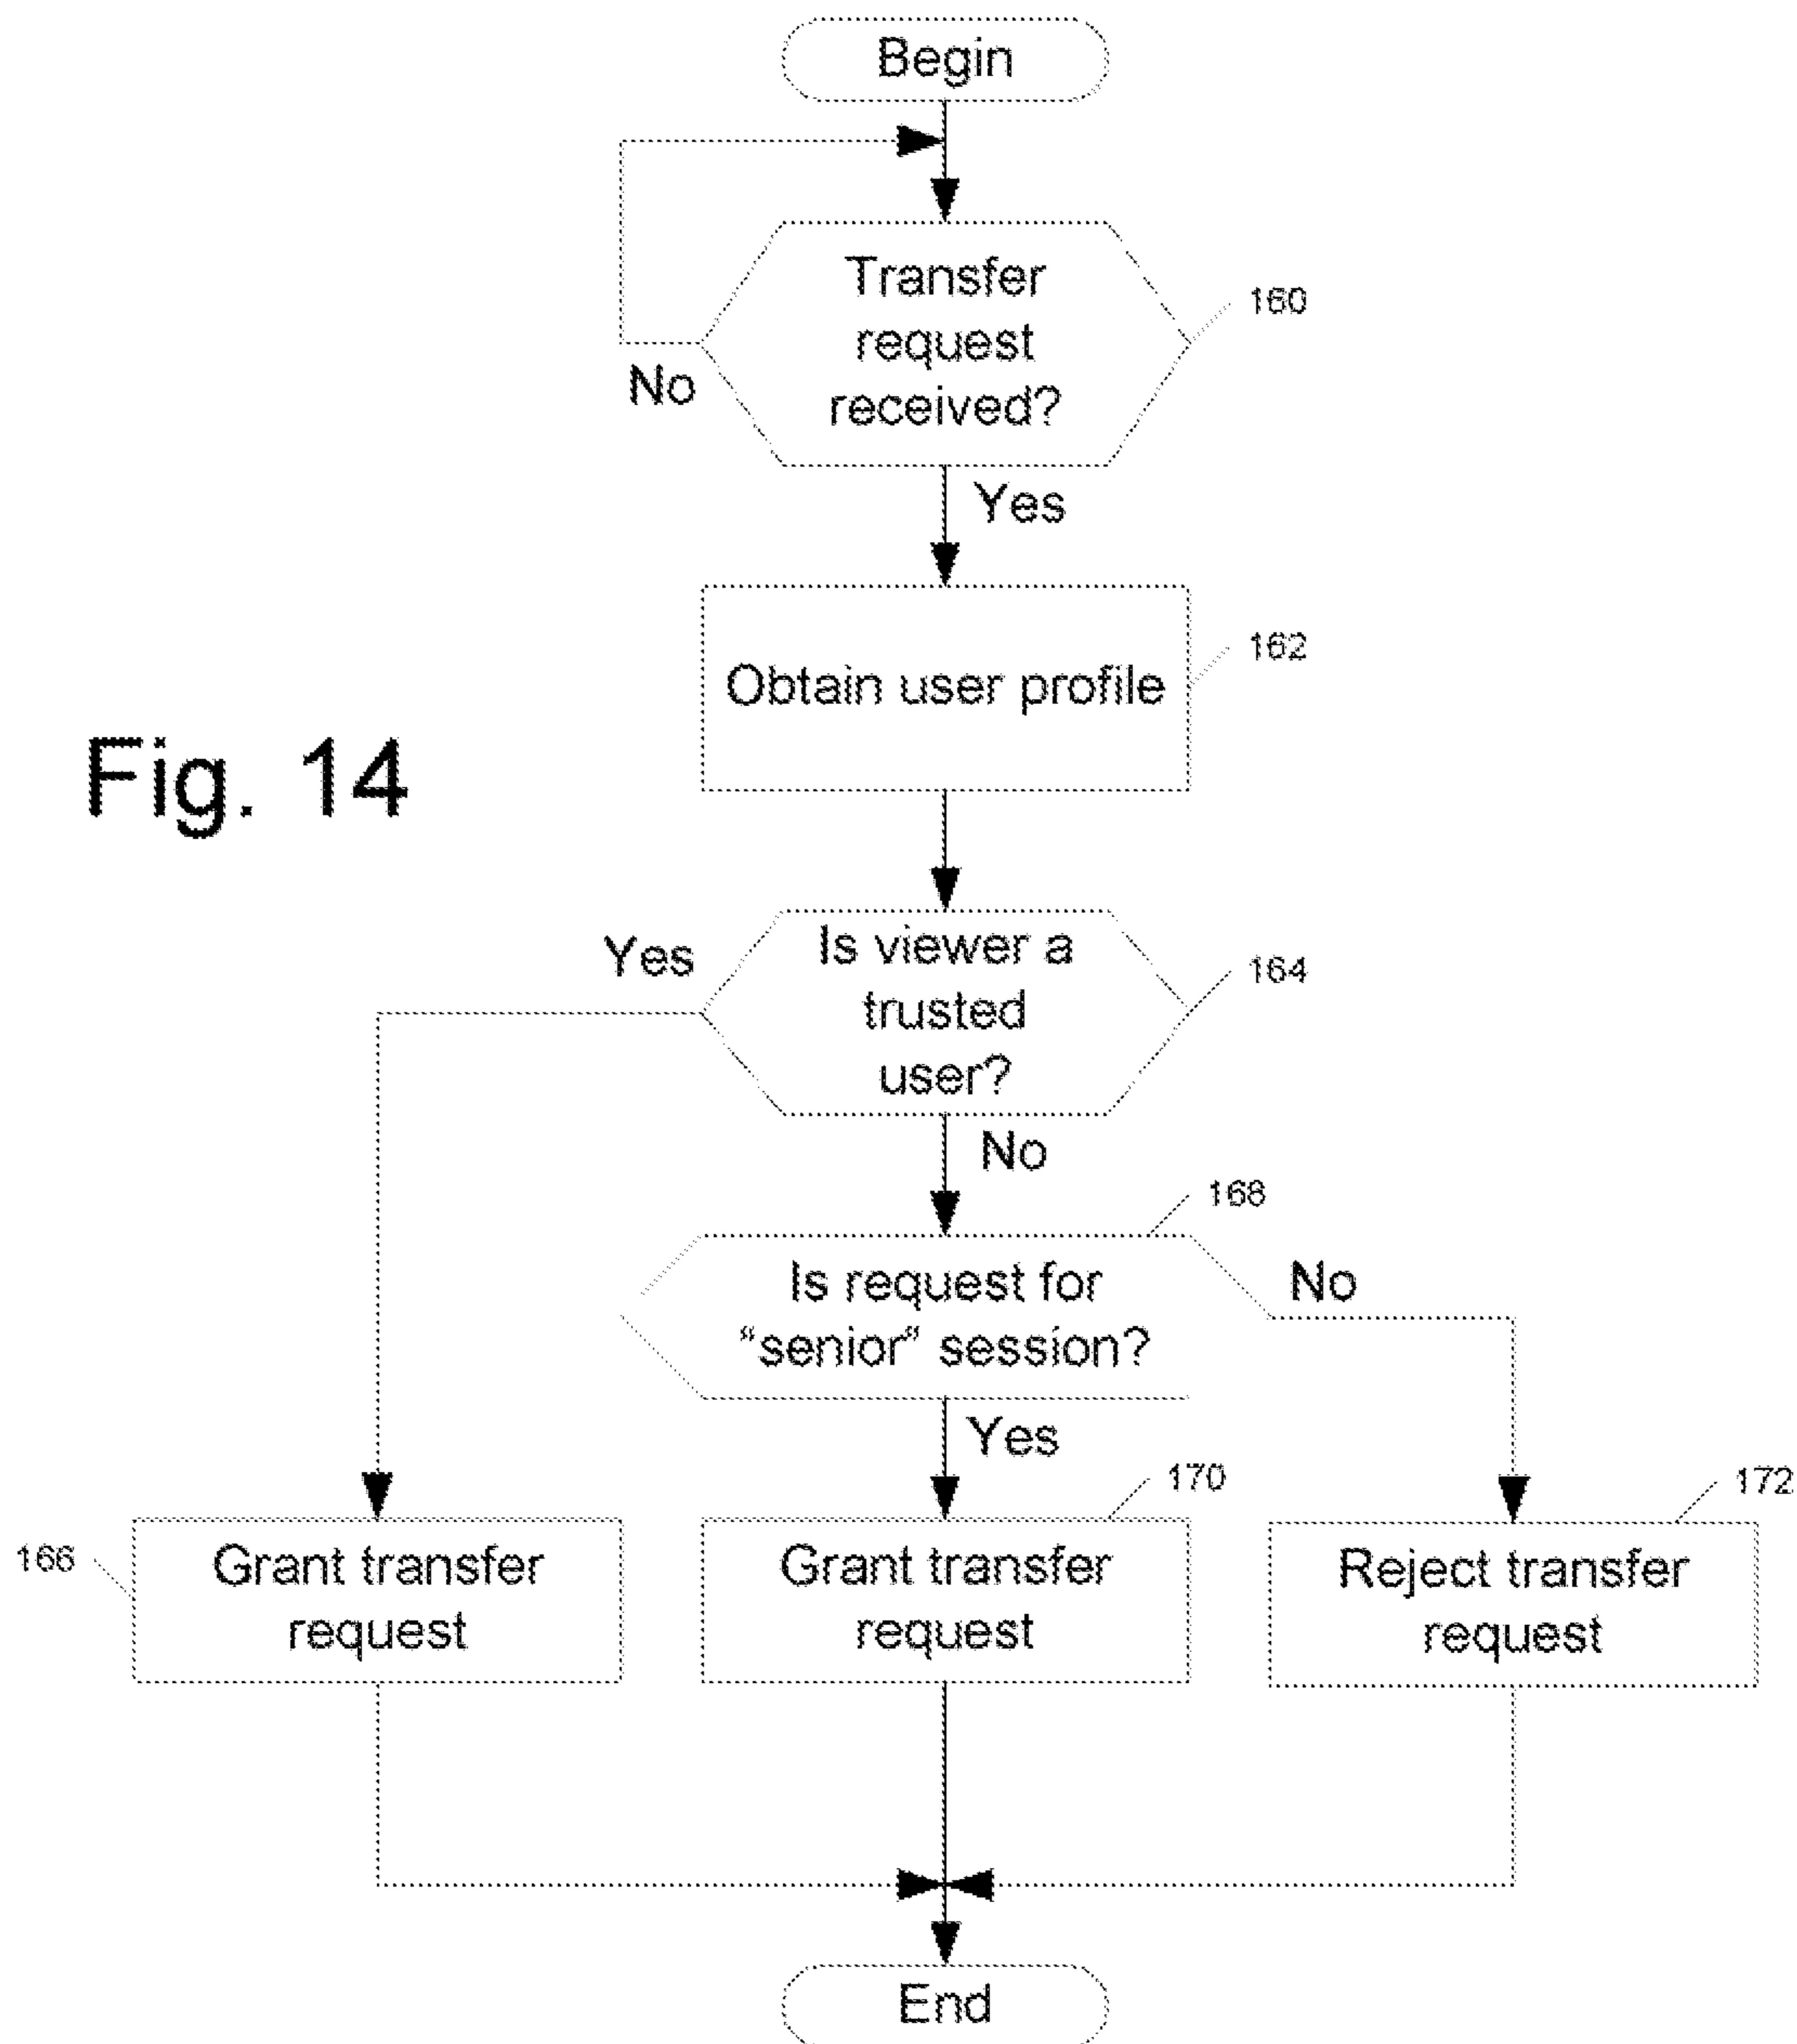 Begin
Transfer
request
received?
160
No
Yes
Obtain user profile
162
Fig. 14
Is viewer a
trusted
user?
164
Yes
No
168
Is request for
“senior” session?
No
Yes
166
Grant transfer
request
170
Grant transfer
request
172
Reject transfer
request
End